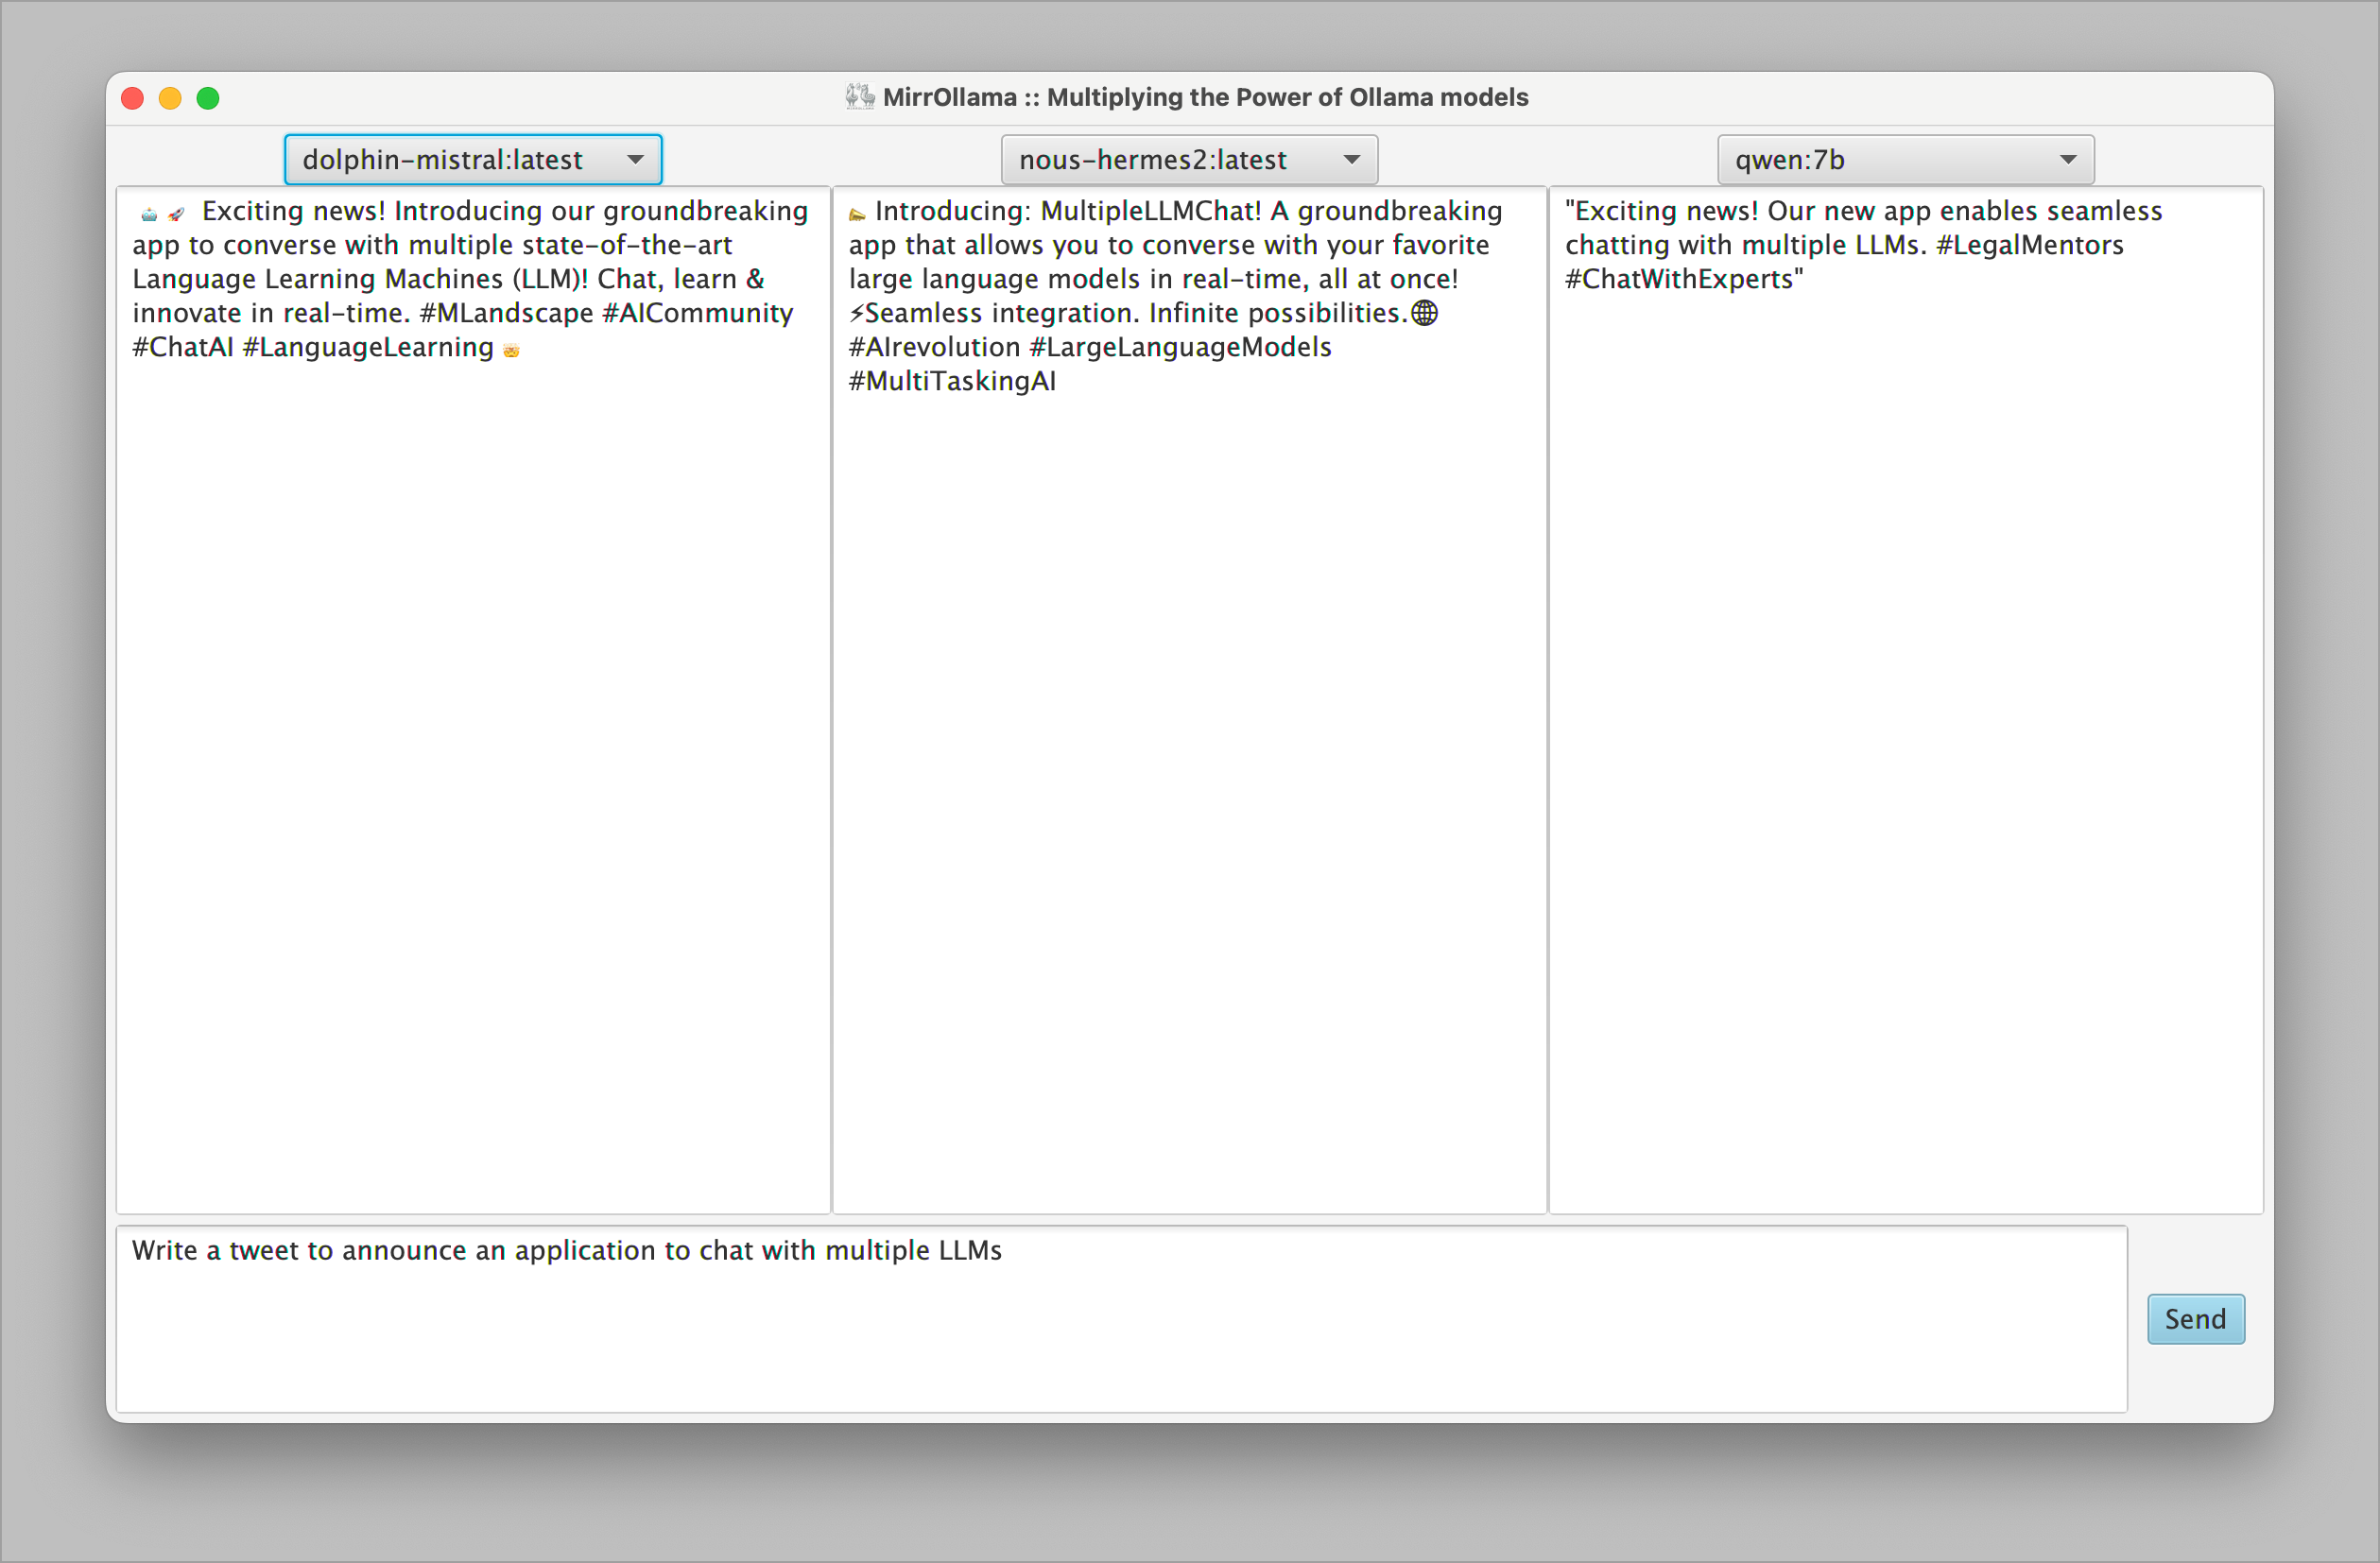 MirrOllama :: Multiplying the Power of Ollama models
dolphin-mistral:latest
nous-hermes2:latest
qwen:7b
🤖 🚀 Exciting news! Introducing our groundbreaking
app to converse with multiple state-of-the-art
Language Learning Machines (LLM)! Chat, learn &
innovate in real-time. #MLandscape #AICommunity
#ChatAI #LanguageLearning 🤯
📣 Introducing: MultipleLLMChat! A groundbreaking
app that allows you to converse with your favorite
large language models in real-time, all at once!
⚡Seamless integration. Infinite possibilities.🌐
#AIrevolution #LargeLanguageModels
#MultiTaskingAI
"Exciting news! Our new app enables seamless
chatting with multiple LLMs. #LegalMentors
#ChatWithExperts"
Write a tweet to announce an application to chat with multiple LLMs
Send